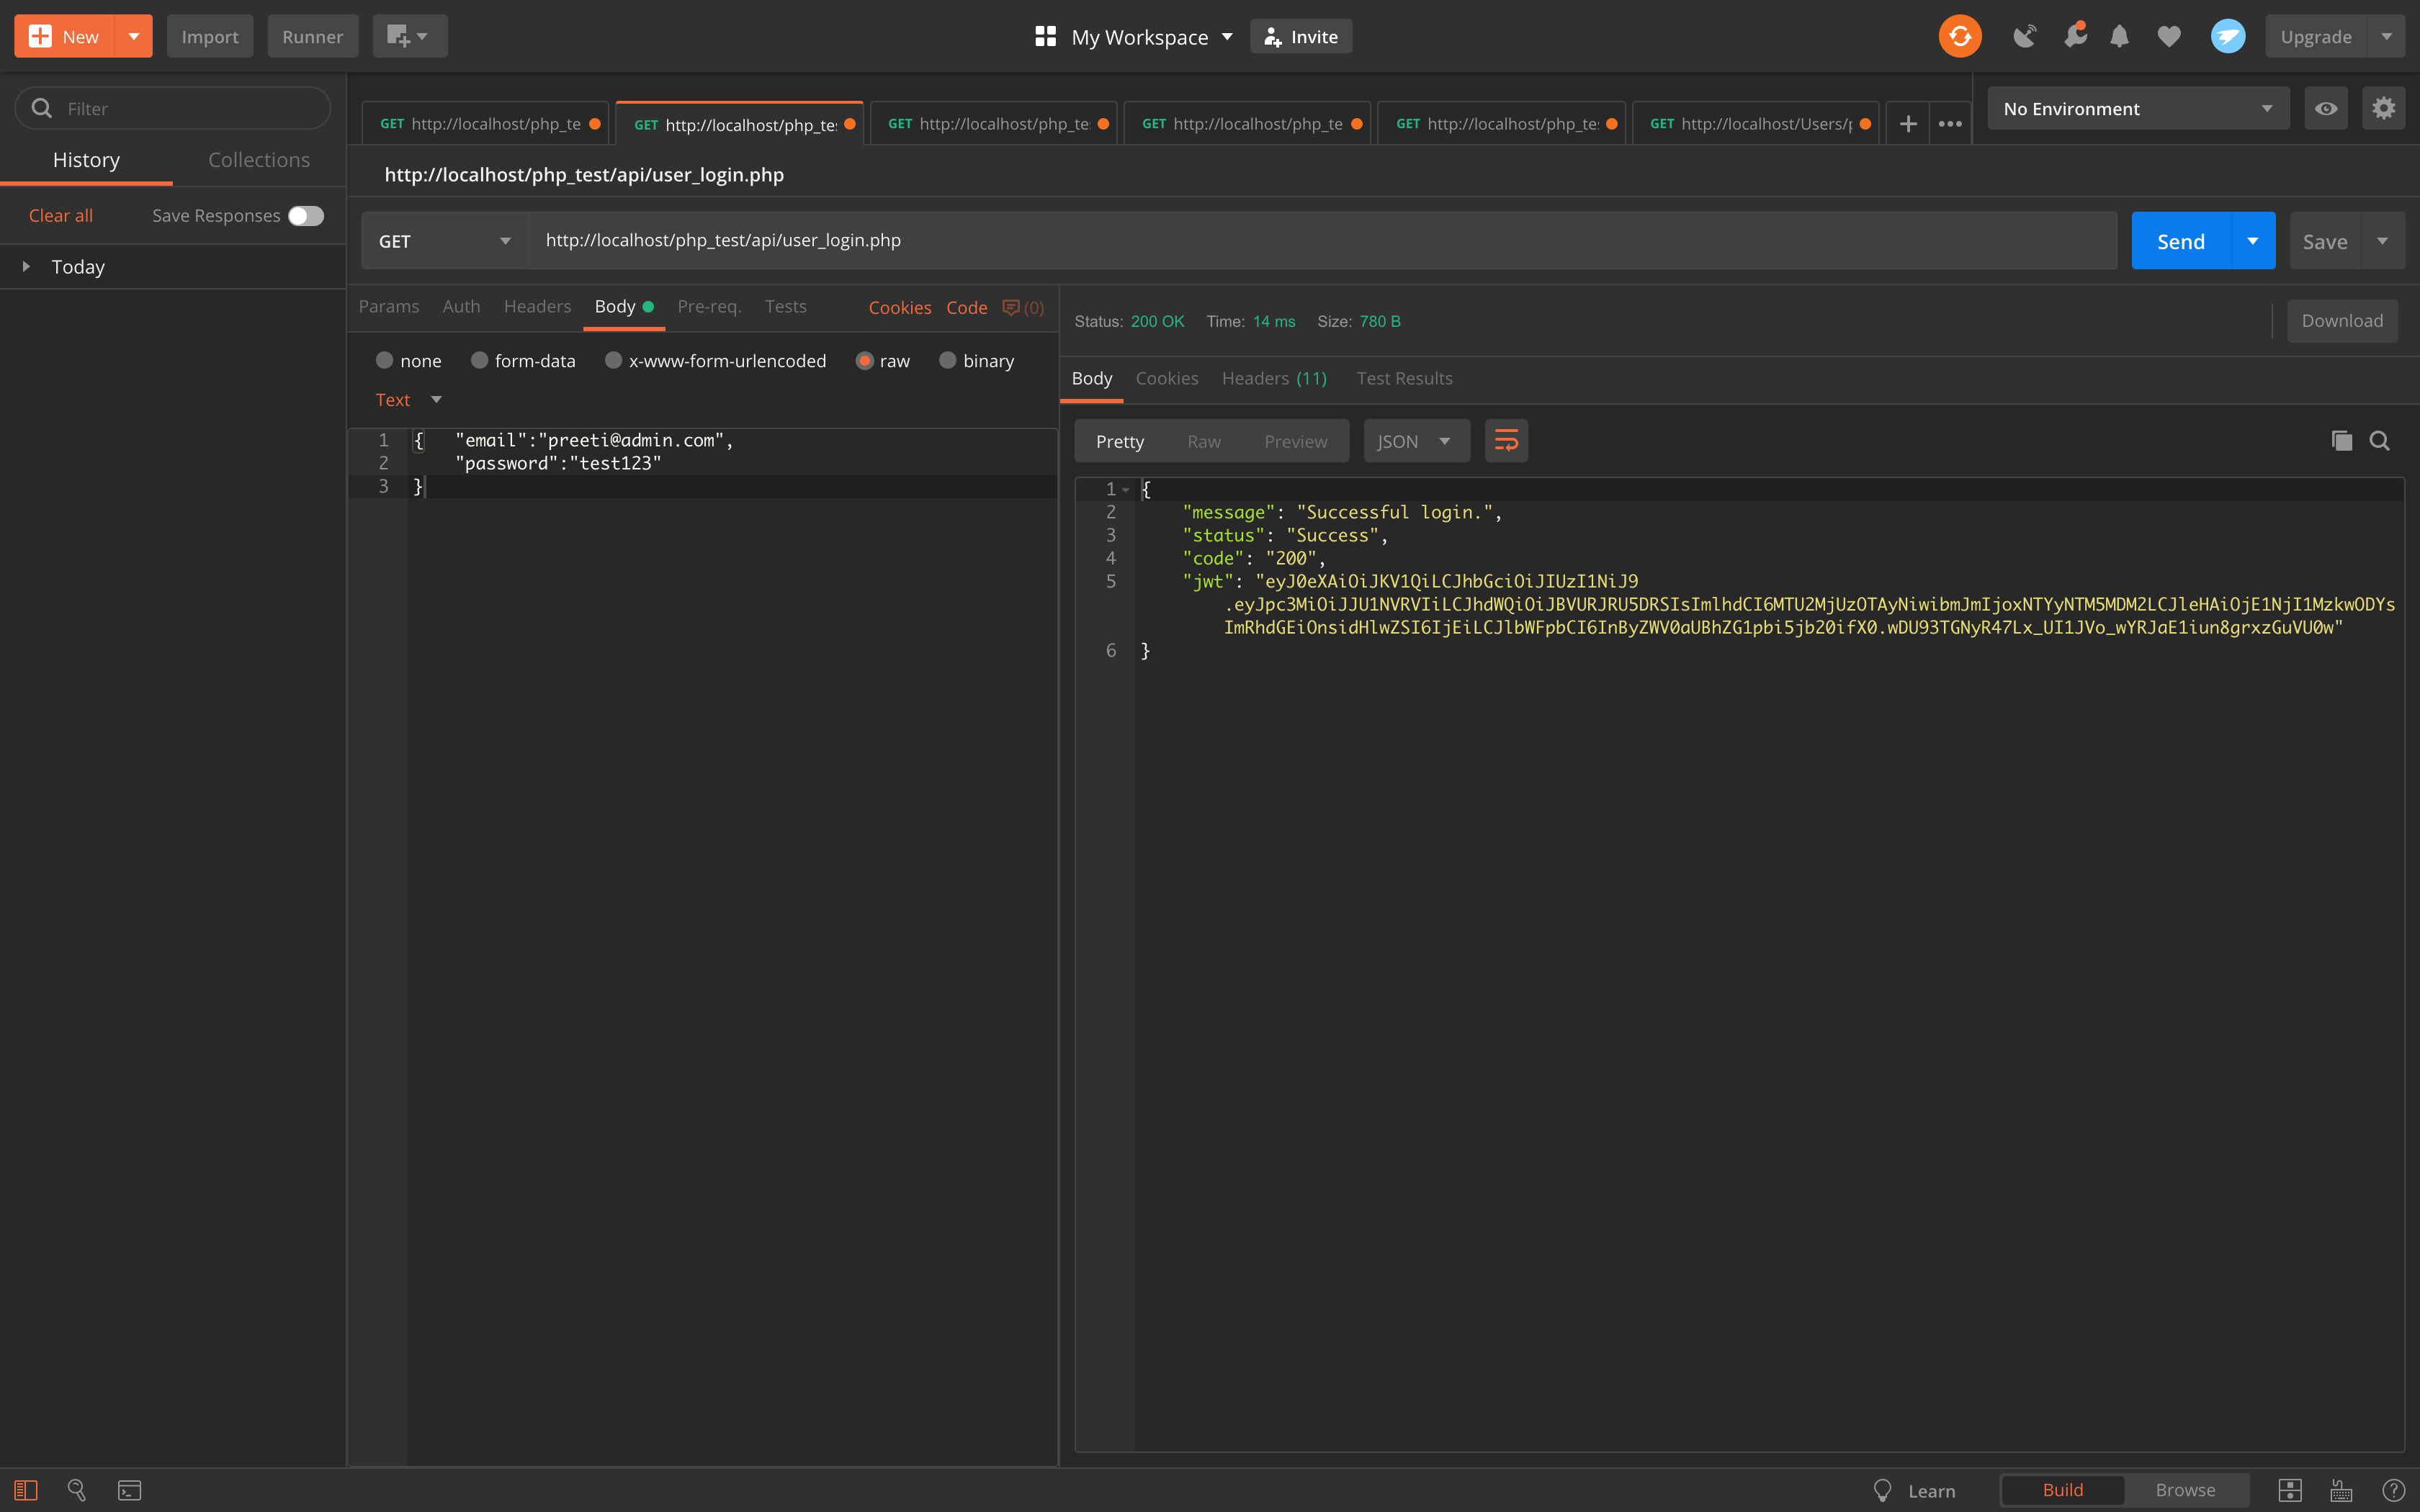 New
Import
Runner
My Workspace
Invite
Upgrade
Filter
History
Collections
Clear all
Save Responses
Today
GET http://localhost/php_te
GET http://localhost/php_te
GET http://localhost/php_te
GET http://localhost/php_te
GET http://localhost/php_te
GET http://localhost/Users/p
No Environment
http://localhost/php_test/api/user_login.php
GET
http://localhost/php_test/api/user_login.php
Send
Save
Params Auth Headers Body Pre-req. Tests Cookies Code (0)
none form-data x-www-form-urlencoded raw binary
Text
1 { "email":"preeti@admin.com",
2 "password":"test123"
3 }
Status: 200 OK Time: 14 ms Size: 780 B
Download
Body Cookies Headers (11) Test Results
Pretty Raw Preview JSON
1 {
2 "message": "Successful login.",
3 "status": "Success",
4 "code": "200",
5 "jwt": "eyJ0eXAiOiJKV1QiLCJhbGciOiJIUzI1NiJ9
.eyJpc3MiOiJJU1NVRVIiLCJhdWQiOiJBVURJRU5DRSIsImlhdCI6MTU2MjUzOTAyNiwibmJmIjoxNTYyNTM5MDM2LCJleHAiOjE1NjI1MzkwODYs
ImRhdGEiOnsidHlwZSI6IjEiLCJlbWFpbCI6InByZWV0aUBhZG1pbi5jb20ifX0.wDU93TGNyR47Lx_UI1JVo_wYRJaE1iun8grxzGuVU0w"
6 }
Learn
Build
Browse